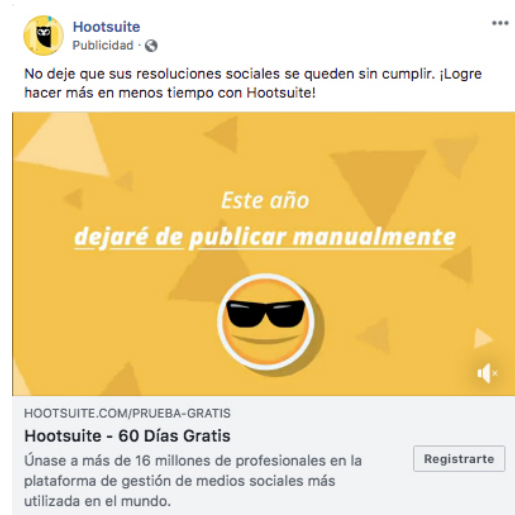 Hootsuite
Publicidad ·
No deje que sus resoluciones sociales se queden sin cumplir. ¡Logre
hacer más en menos tiempo con Hootsuite!
Este año
dejaré de publicar manualmente
HOOTSUITE.COM/PRUEBA-GRATIS
Hootsuite - 60 Días Gratis
Únase a más de 16 millones de profesionales en la
plataforma de gestión de medios sociales más
utilizada en el mundo.
Registrarte